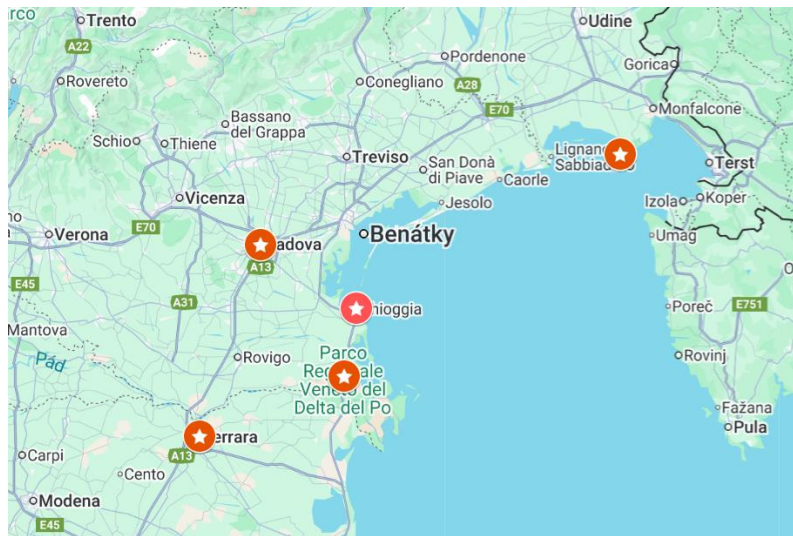 rco
Trento
Udine
A22
Pordenone
Gorica
Rovereto
Conegliano
A28
Bassano
del Grappa
E70
Monfalcone
Schio
Thiene
Treviso
San Donà
di Piave
Lignano
Sabbiadoro
Terst
Caorle
Vicenza
Jesolo
Izola
Koper
no
E70
Verona
Benátky
adova
Umag
A13
E45
A31
hioggia
Poreč
E751
Mantova
Pád
Rovigo
Parco
Regionale
Veneto del
Delta del Po
Rovinj
Fažana
Pula
errara
A13
Carpi
Cento
Modena
E45